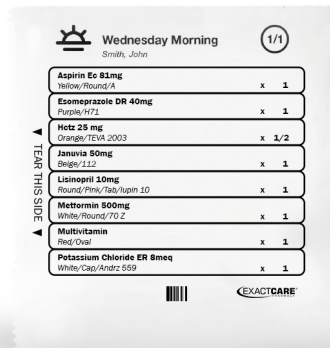 Wednesday Morning
Smith, John
1/1
TEAR THIS SIDE
Aspirin Ec 81mg
Yellow/Round/A x 1
Esomeprazole DR 40mg
Purple/H71 x 1
Hctz 25 mg
Orange/TEVA 2003 x 1/2
Januvia 50mg
Beige/112 x 1
Lisinopril 10mg
Round/Pink/Tab/lupin 10 x 1
Metformin 500mg
White/Round/70 Z x 1
Multivitamin
Red/Oval x 1
Potassium Chloride ER 8meq
White/Cap/Andrz 559 x 1
EXACTCARE
PHARMACY